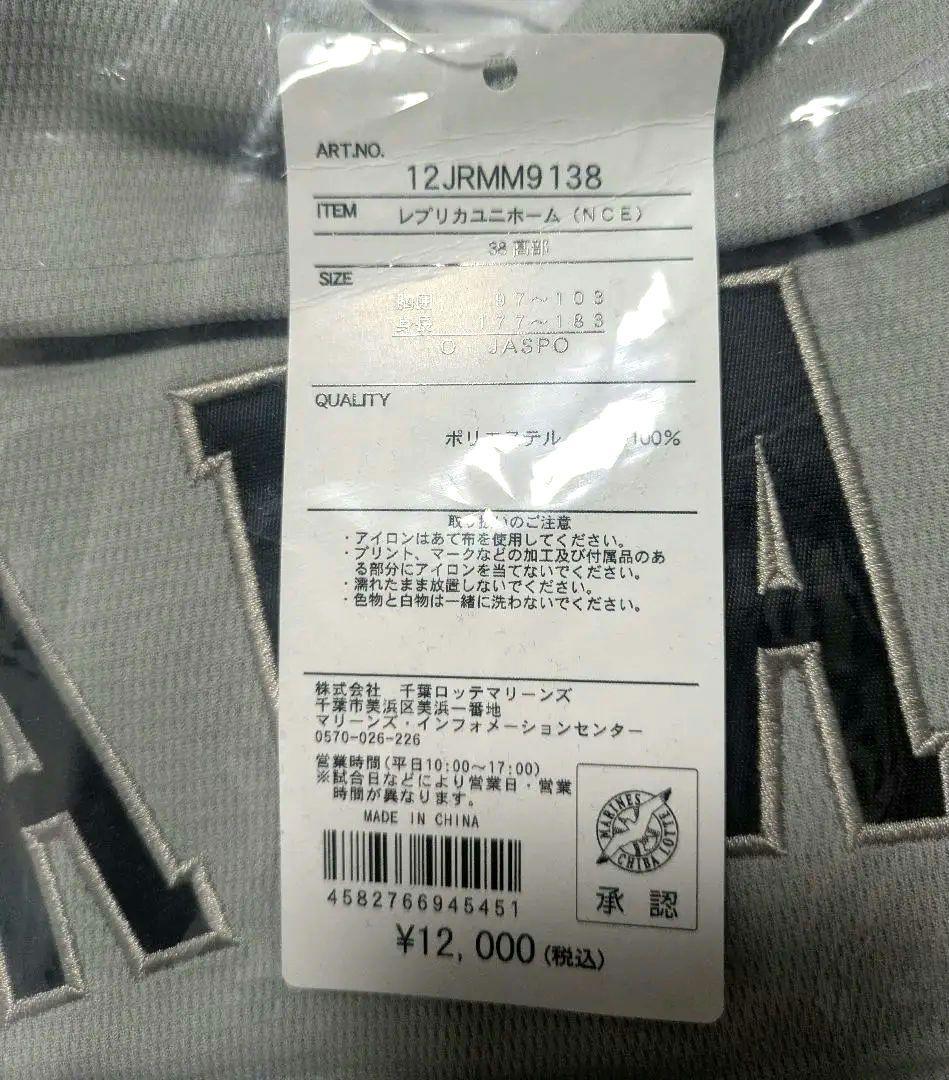 ART.NO.
12JRMM9138
ITEM レプリカユニホーム(NCE)
38 髙部
SIZE
胸囲 97～103
身長 177～183
O JASPO
QUALITY
ポリエステル 100%
取り扱いのご注意
・アイロンはあて布を使用してください。
・プリント、マークなどの加工及び付属品のあ
る部分にアイロンを当てないでください。
・濡れたまま放置しないでください。
・色物と白物は一緒に洗わないでください。
株式会社 千葉ロッテマリーンズ
千葉市美浜区美浜一番地
マリーンズ・インフォメーションセンター
0570-026-226
営業時間(平日10:00～17:00)
※試合日などにより営業日・営業
時間が異なります。
MADE IN CHINA
4582766945451
MARINES
CHIBA LOTTE
承認
¥12,000(税込)
A
A